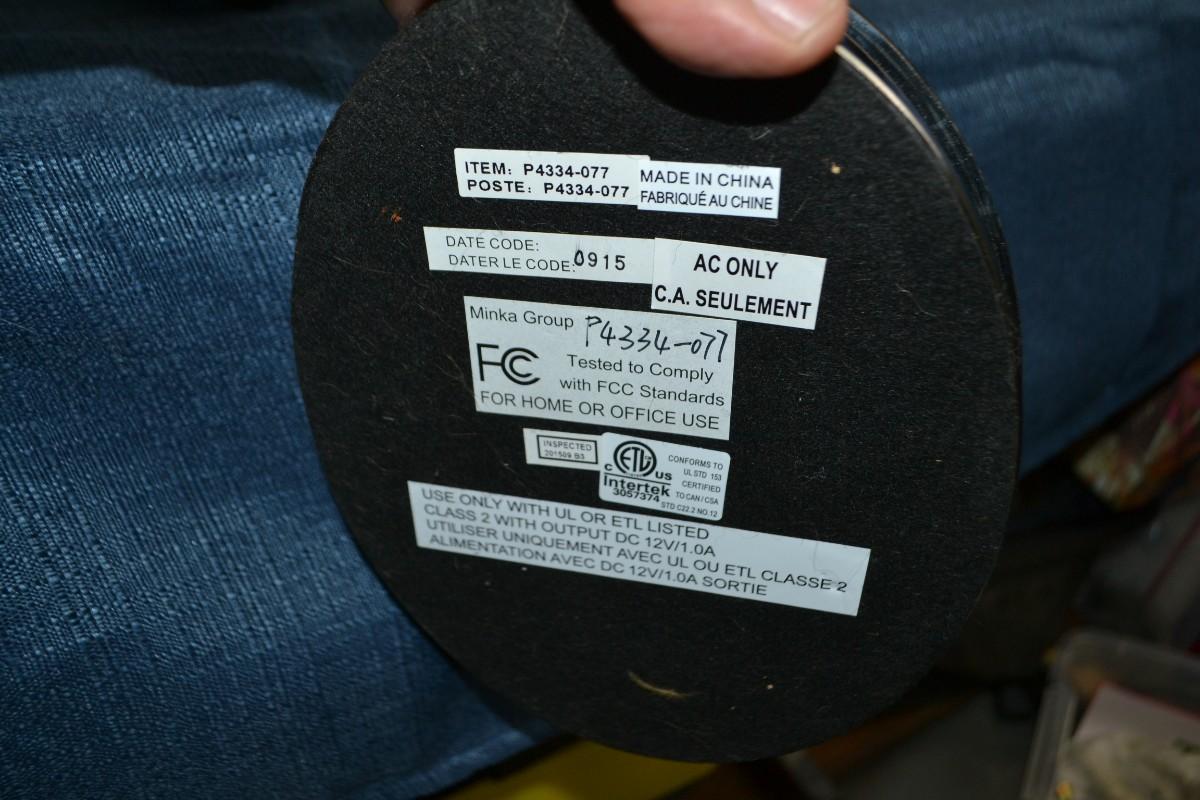 ITEM: P4334-077
POSTE: P4334-077
MADE IN CHINA
FABRIQUÉ AU CHINE
DATE CODE:
DATER LE CODE: 0915
AC ONLY
C.A. SEULEMENT
Minka Group P4334-077
FCC Tested to Comply
with FCC Standards
FOR HOME OR OFFICE USE
INSPECTED
201509 B3
ETL
c us
Intertek
3057374
CONFORMS TO
UL STD 153
CERTIFIED
TO CAN/CSA
STD C22.2 NO.12
USE ONLY WITH UL OR ETL LISTED
CLASS 2 WITH OUTPUT DC 12V/1.0A
UTILISER UNIQUEMENT AVEC UL OU ETL CLASSE 2
ALIMENTATION AVEC DC 12V/1.0A SORTIE